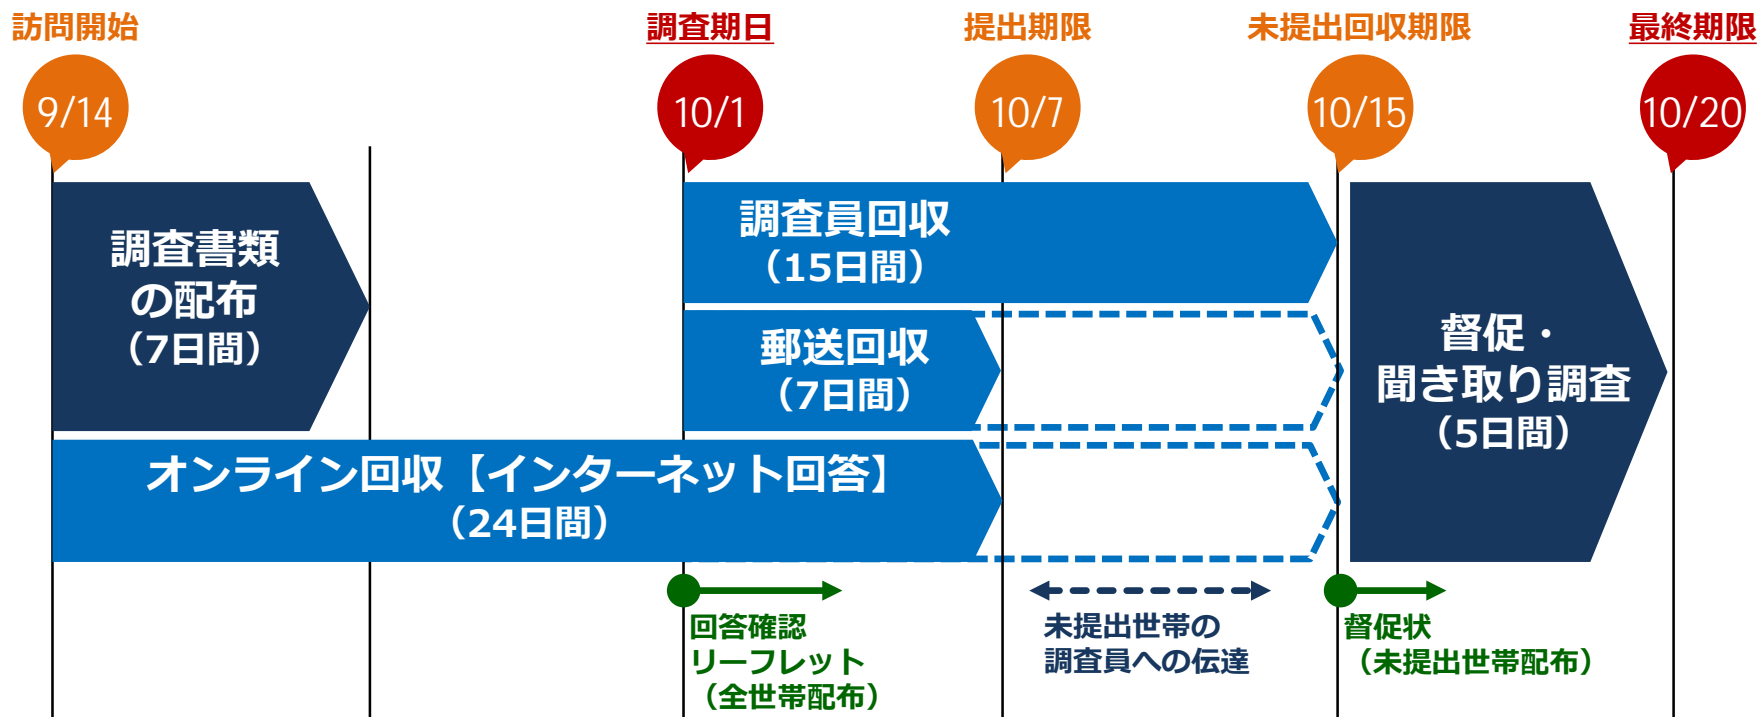 訪問開始
調査期日
提出期限
未提出回収期限
最終期限
9/14
10/1
10/7
10/15
10/20
調査書類
の配布
（7日間）
調査員回収
（15日間）
郵送回収
（7日間）
督促・
聞き取り調査
（5日間）
オンライン回収【インターネット回答】
（24日間）
回答確認
リーフレット
（全世帯配布）
未提出世帯の
調査員への伝達
督促状
（未提出世帯配布）